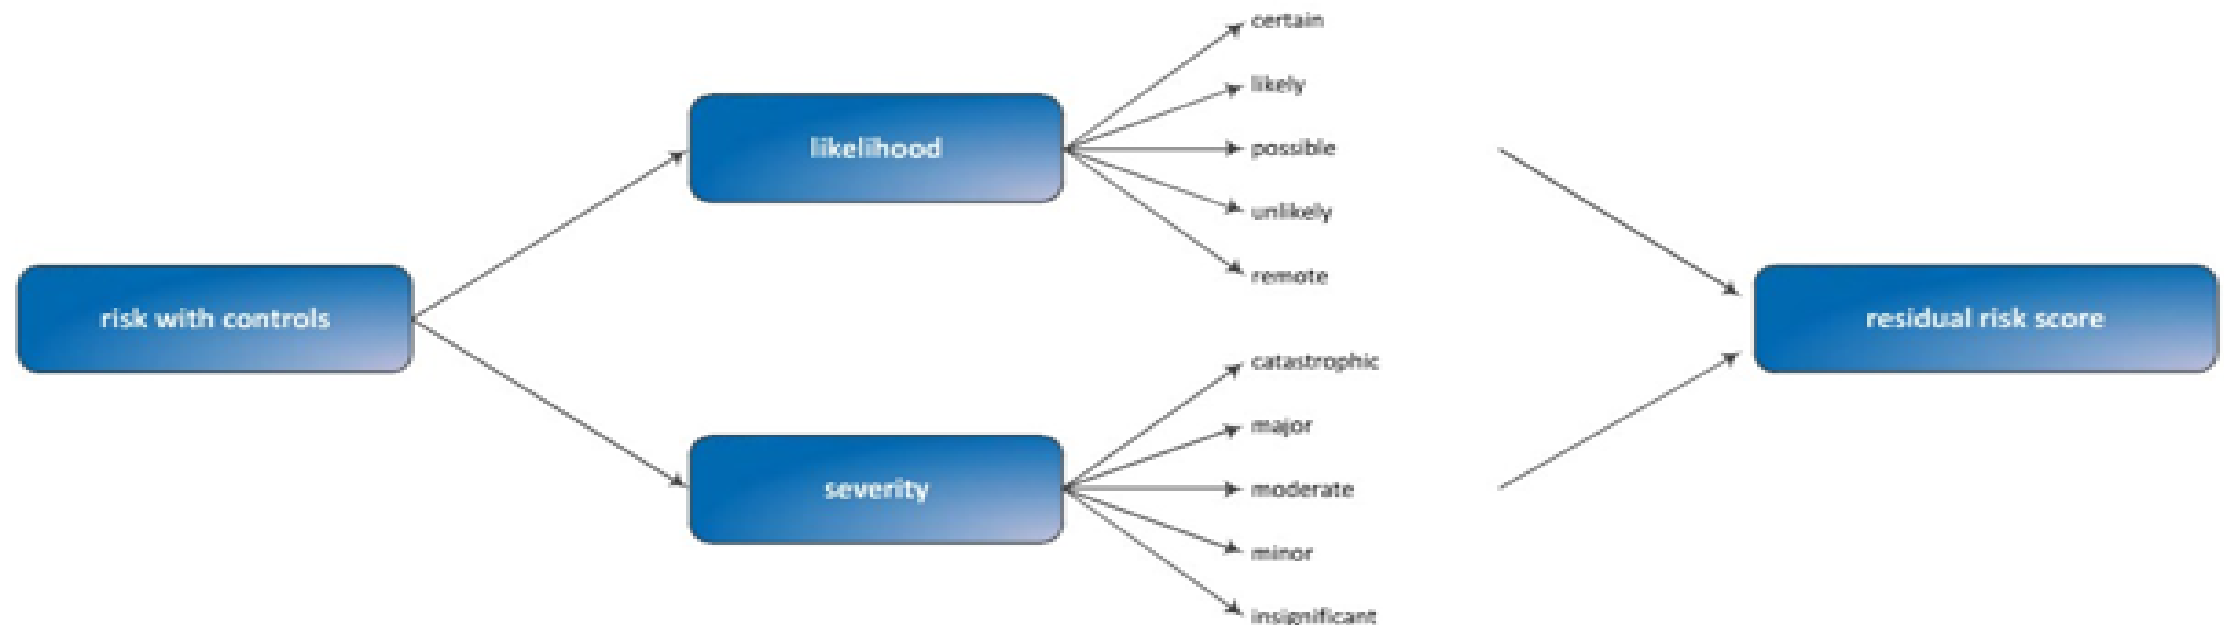 risk with controls
likelihood
certain
likely
possible
unlikely
remote
severity
catastrophic
major
moderate
minor
insignificant
residual risk score